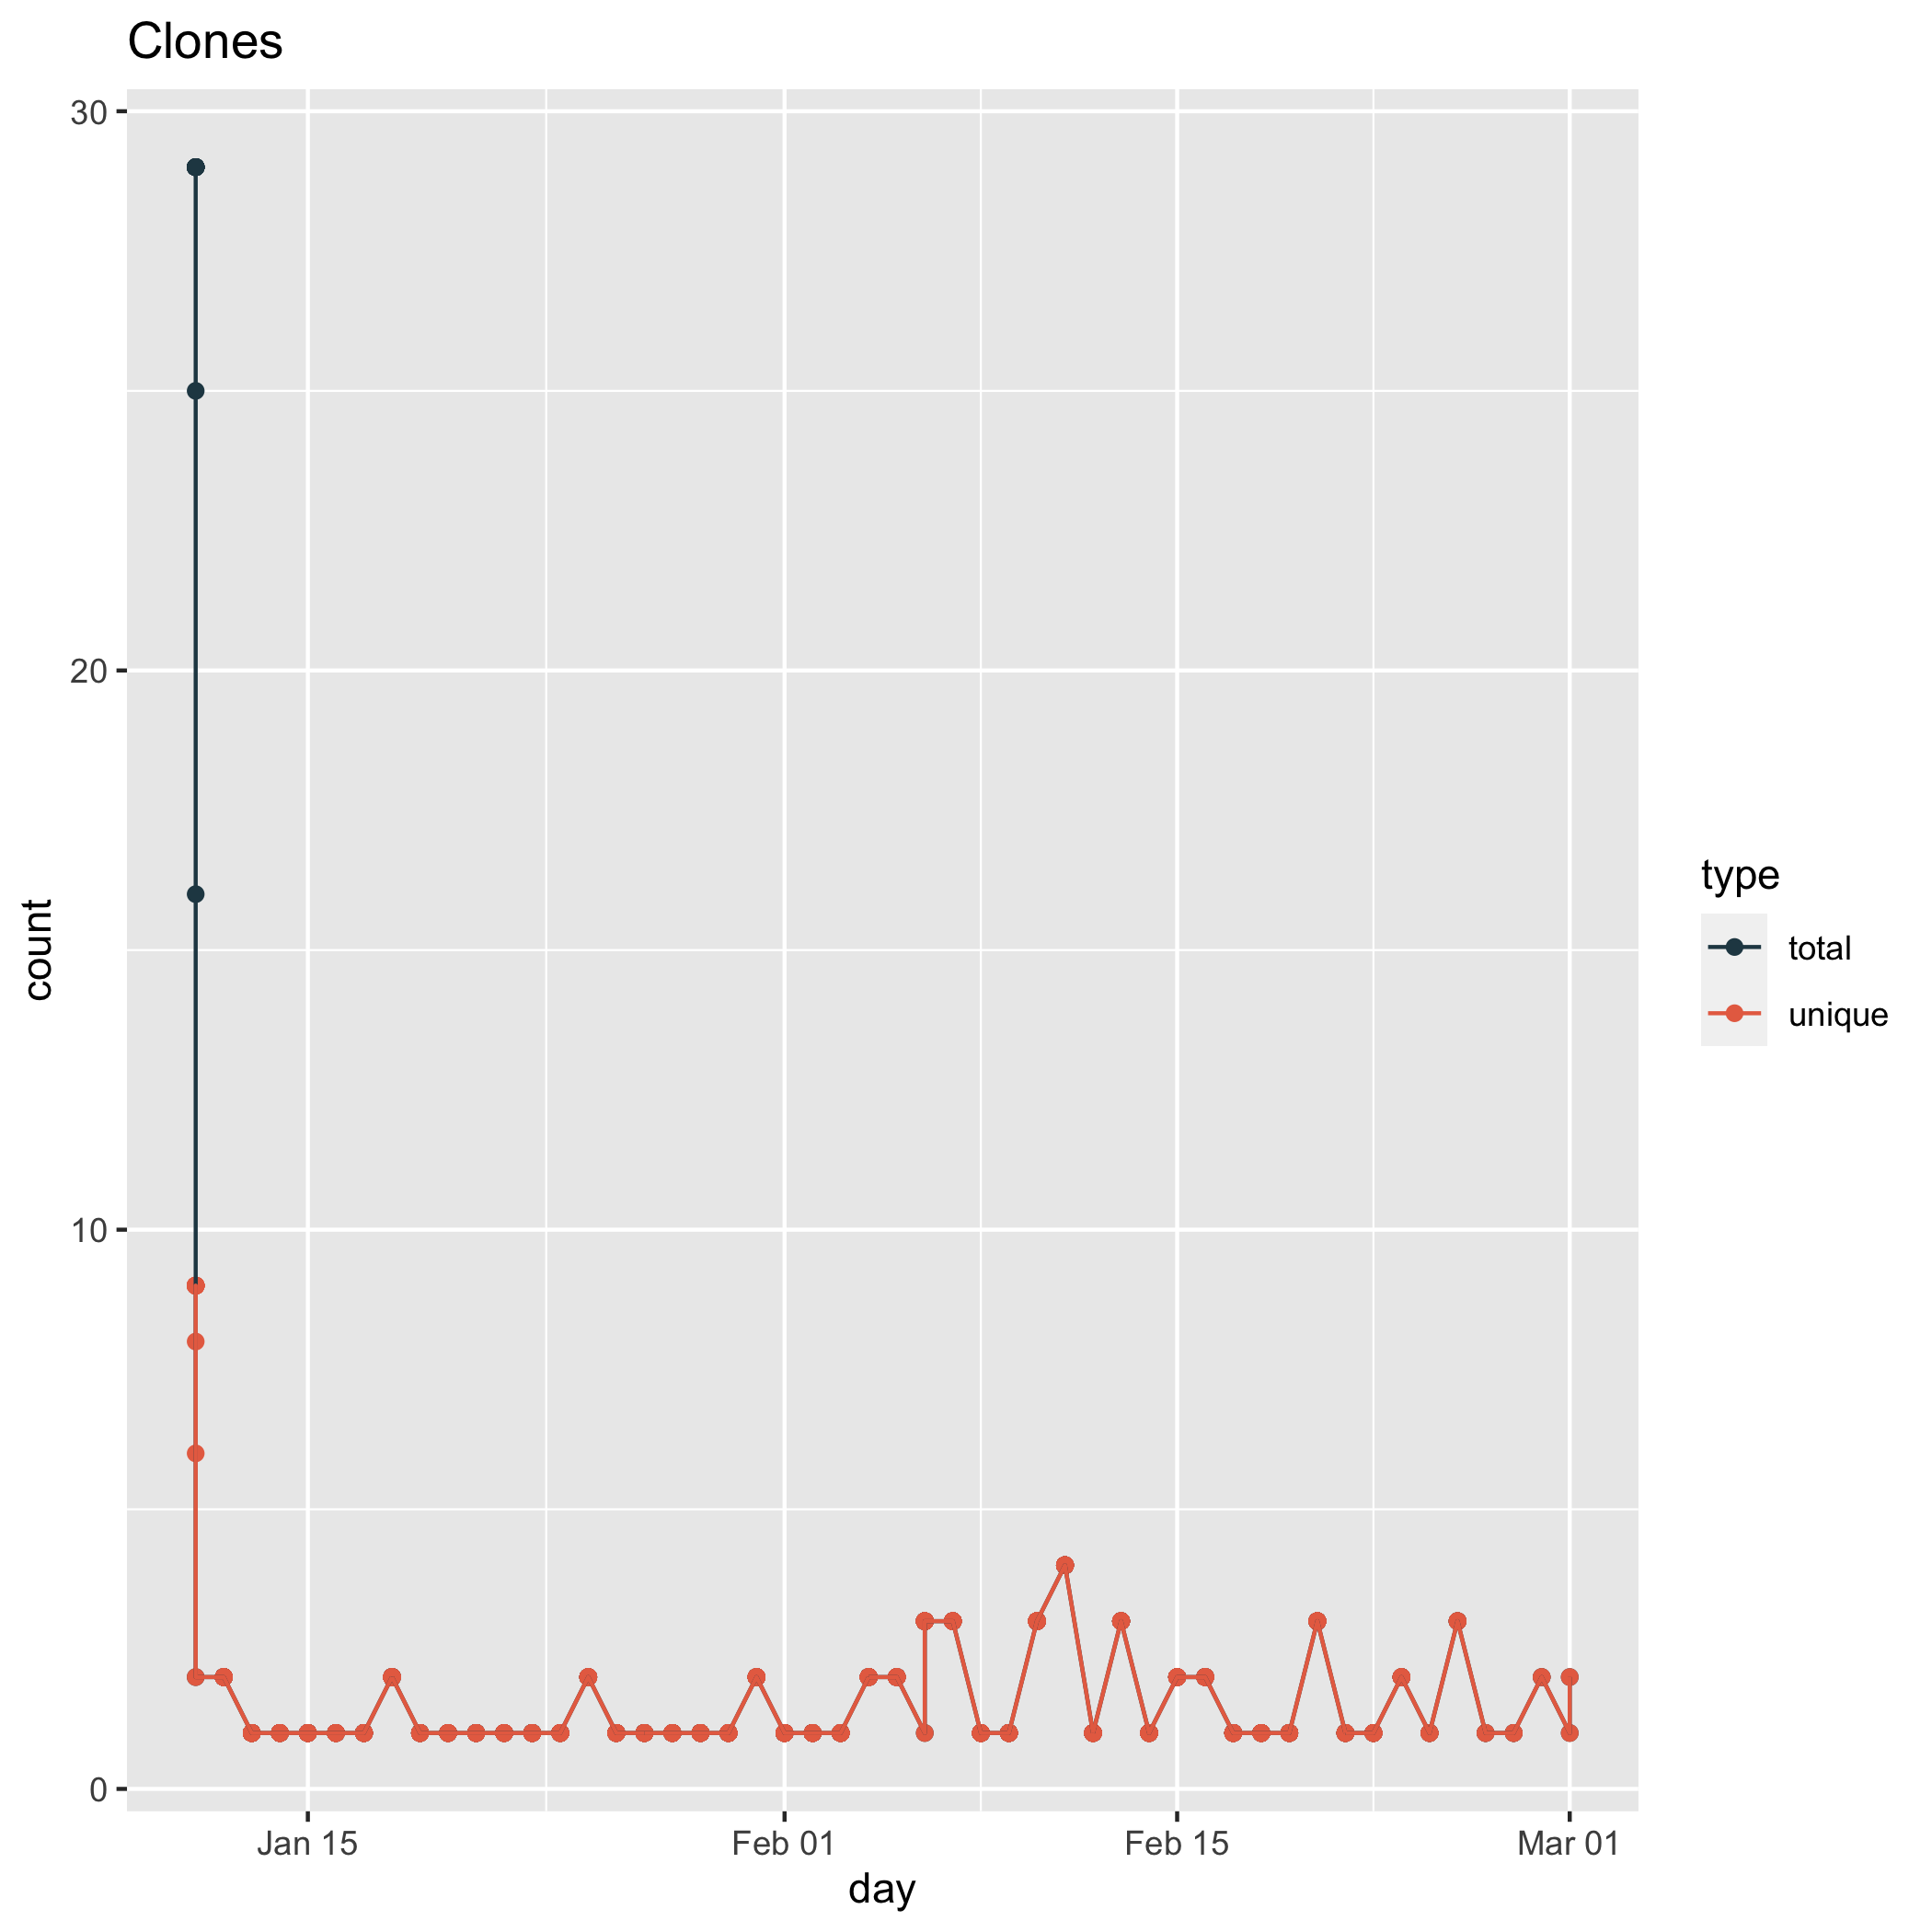 Clones
30
20
10
0
count
Jan 15
Feb 01
Feb 15
Mar 01
day
type
total
unique